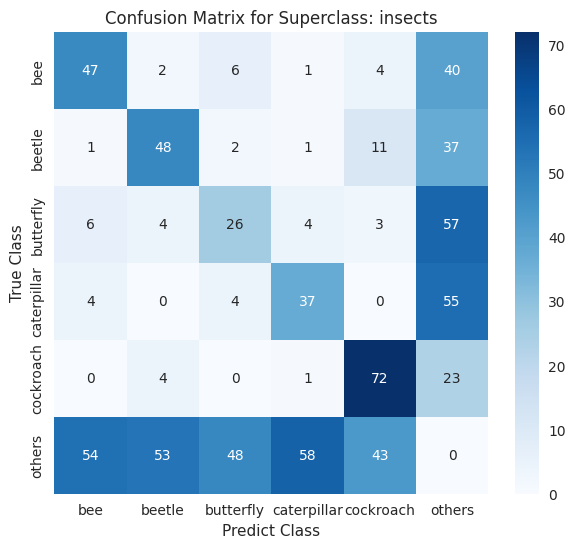 Confusion Matrix for Superclass: insects
True Class
bee 47 2 6 1 4 40
beetle 1 48 2 1 11 37
butterfly 6 4 26 4 3 57
caterpillar 4 0 4 37 0 55
cockroach 0 4 0 1 72 23
others 54 53 48 58 43 0
bee beetle butterfly caterpillar cockroach others
Predict Class
70
60
50
40
30
20
10
0